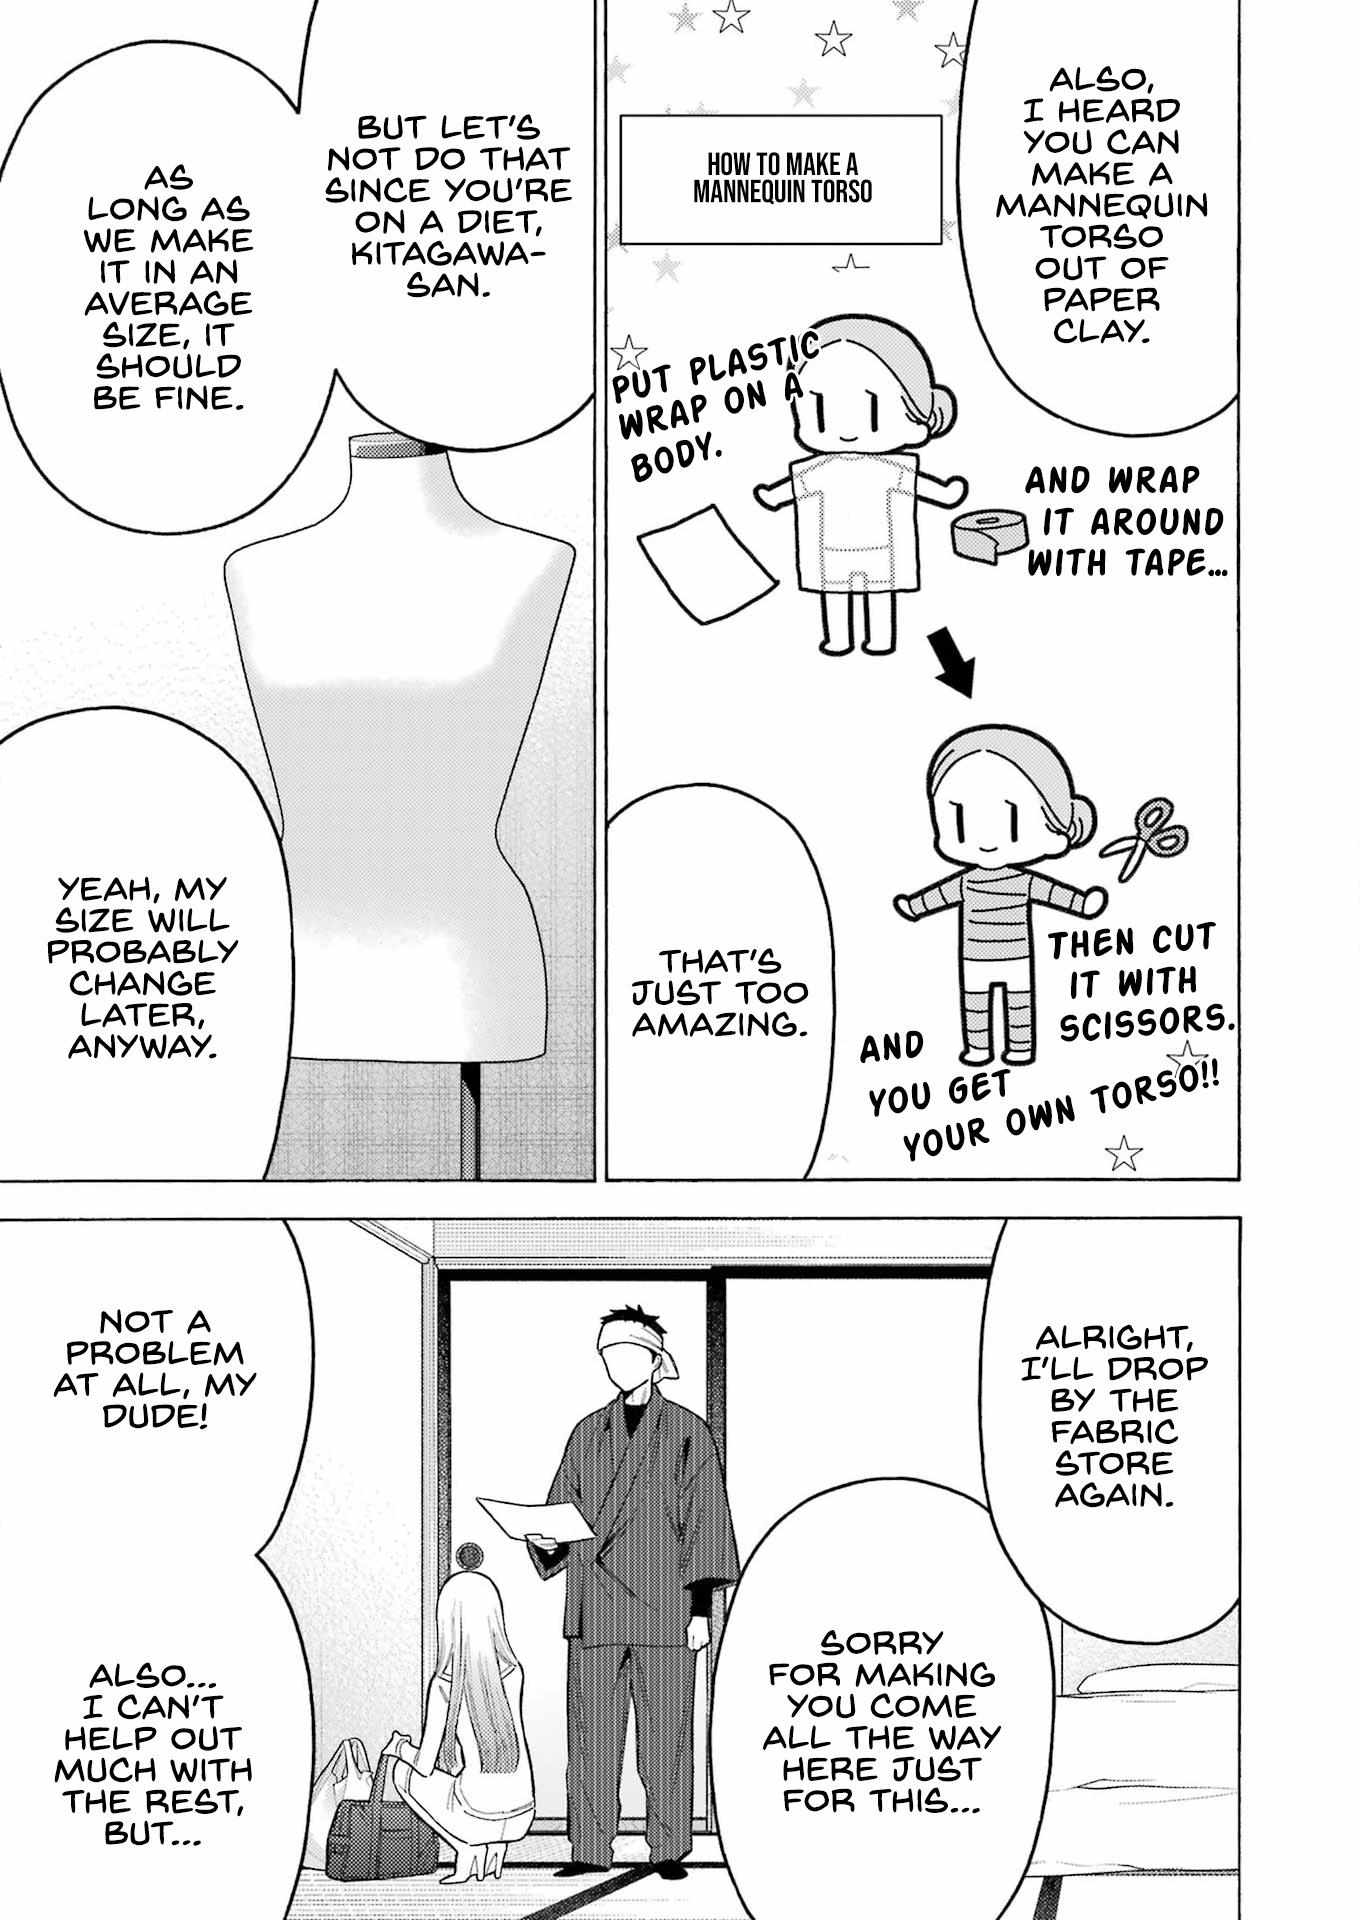 ALSO,
I HEARD
YOU CAN
MAKE A
MANNEQUIN
TORSO
OUT OF
PAPER
CLAY.
HOW TO MAKE A
MANNEQUIN TORSO
PUT PLASTIC
WRAP ON A
BODY.
AND WRAP
IT AROUND
WITH TAPE...
THEN CUT
IT WITH
SCISSORS.
AND
YOU GET
YOUR OWN TORSO!!
THAT'S
JUST TOO
AMAZING.
BUT LET'S
NOT DO THAT
SINCE YOU'RE
ON A DIET,
KITAGAWA-
SAN.
AS
LONG AS
WE MAKE
IT IN AN
AVERAGE
SIZE, IT
SHOULD
BE FINE.
YEAH, MY
SIZE WILL
PROBABLY
CHANGE
LATER,
ANYWAY.
ALRIGHT,
I'LL DROP
BY THE
FABRIC
STORE
AGAIN.
SORRY
FOR MAKING
YOU COME
ALL THE WAY
HERE JUST
FOR THIS...
NOT A
PROBLEM
AT ALL, MY
DUDE!
ALSO...
I CAN'T
HELP OUT
MUCH WITH
THE REST,
BUT...